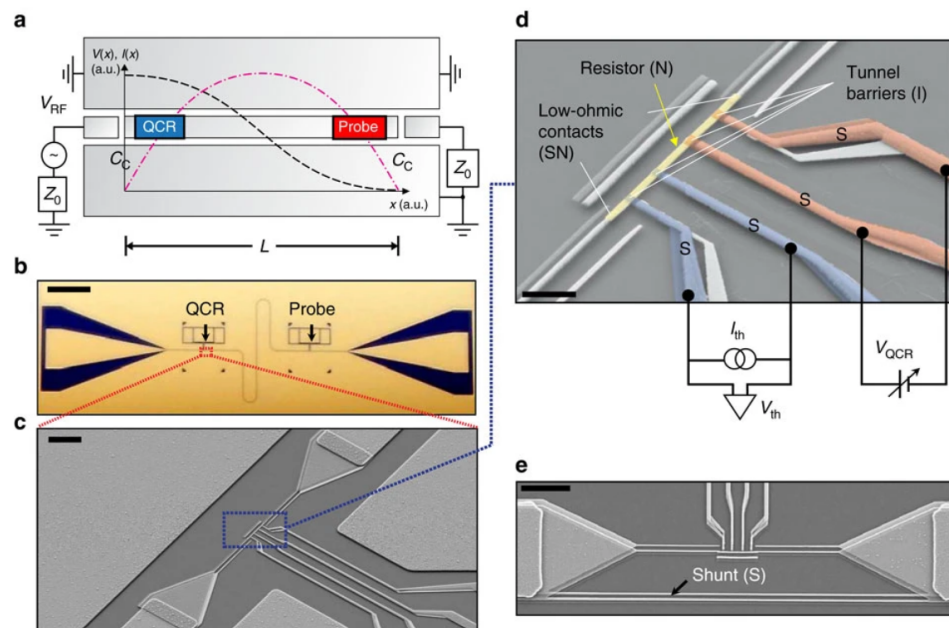 a
V(x), I(x)
(a.u.)
V_RF
QCR
Probe
C_C
C_C
Z_0
Z_0
x (a.u.)
L
b
QCR
Probe
c
d
Resistor (N)
Tunnel
barriers (I)
Low-ohmic
contacts
(SN)
S
S
S
S
I_th
V_QCR
V_th
e
Shunt (S)